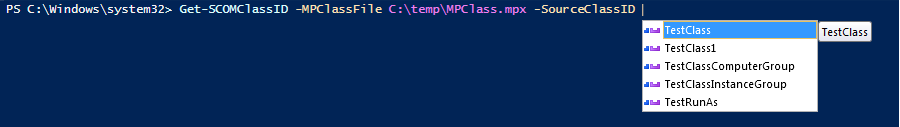 PS C:\Windows\system32> Get-SCOMClassID -MPClassFile C:\temp\MPClass.mpx -SourceClassID
TestClass TestClass
TestClass1
TestClassComputerGroup
TestClassInstanceGroup
TestRunAs